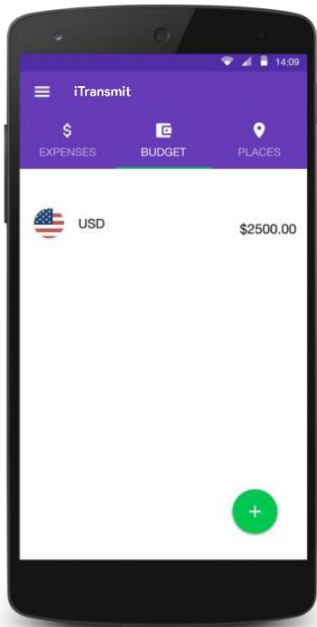 14:09
iTransmit
$
EXPENSES BUDGET PLACES
USD $2500.00
+